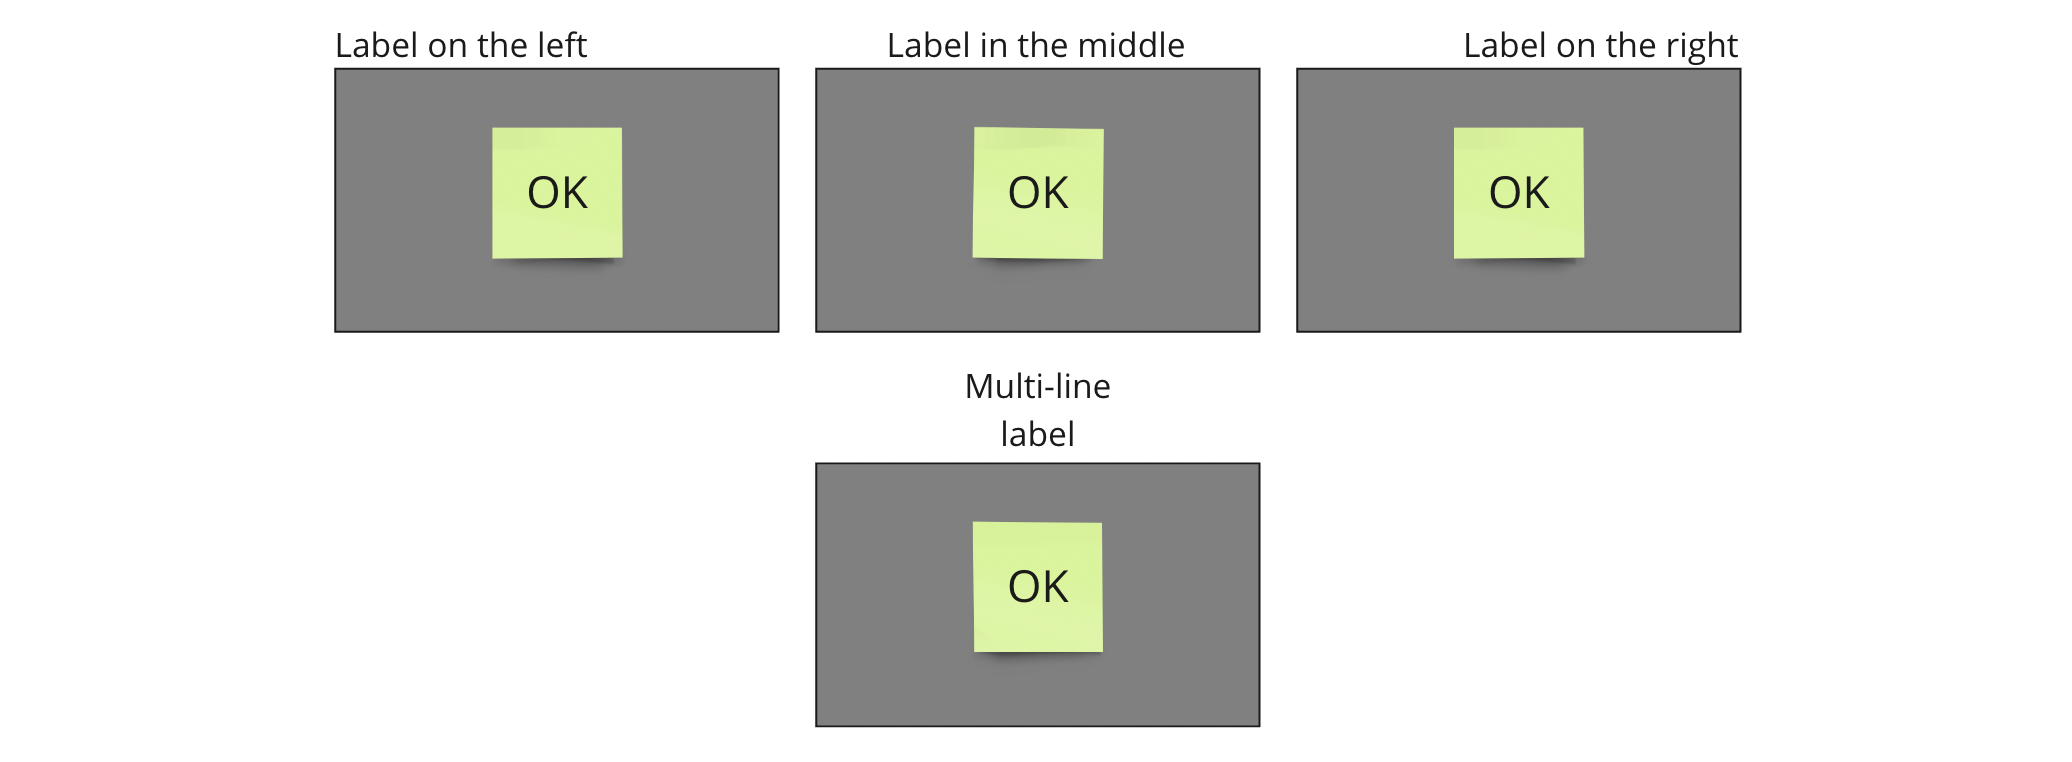 Label on the left
Label in the middle
Label on the right
OK
OK
OK
Multi-line
label
OK